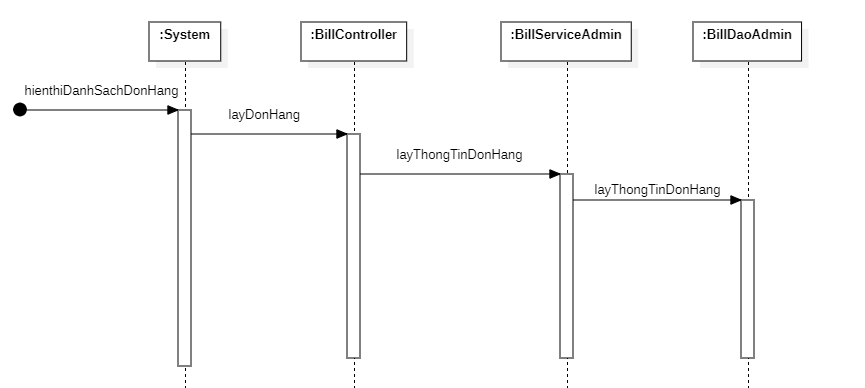 :System
:BillController
:BillServiceAdmin
:BillDaoAdmin
hienthiDanhSachDonHang
layDonHang
layThongTinDonHang
layThongTinDonHang